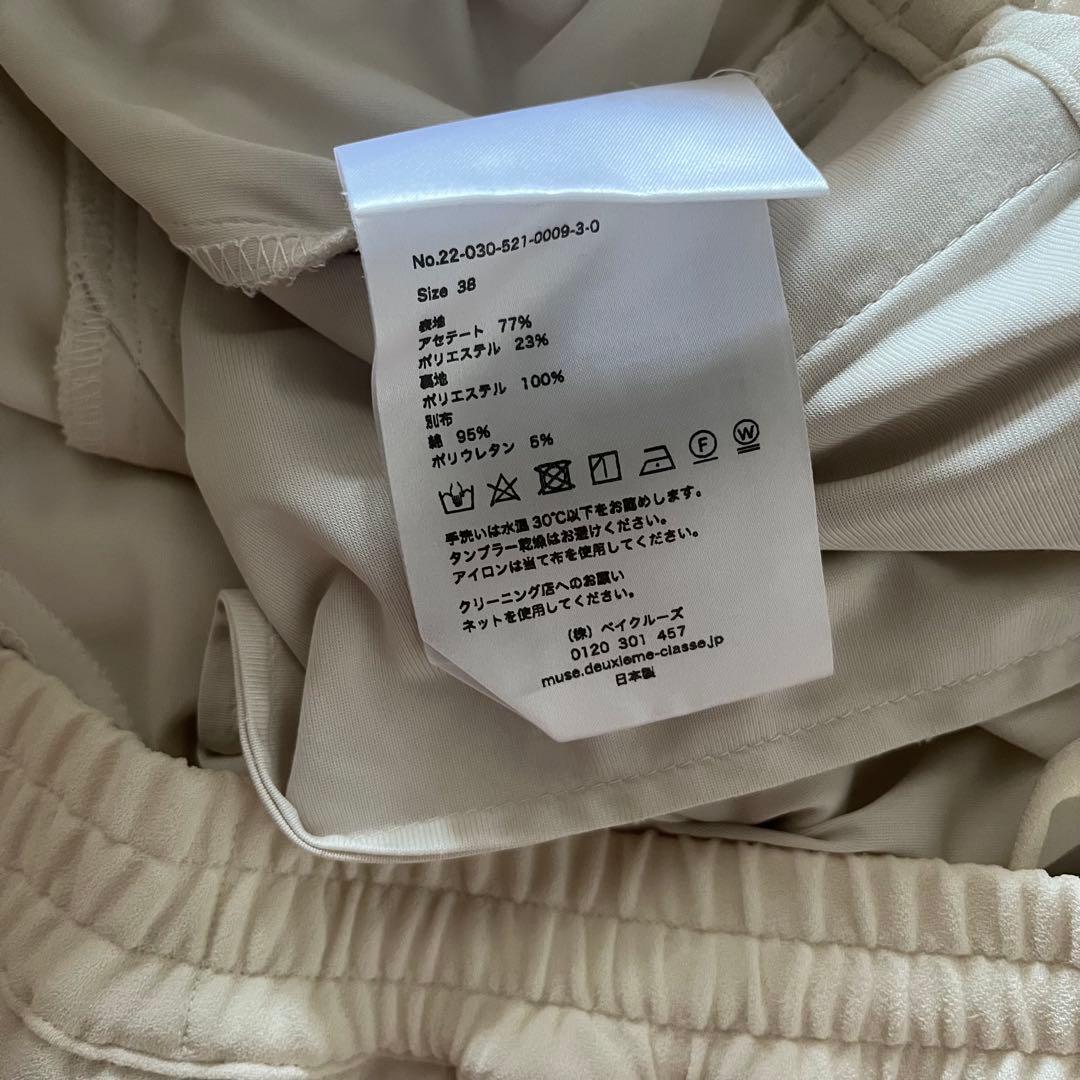 No.22-030-521-0009-3-0
Size 38
表地
アセテート 77%
ポリエステル 23%
裏地
ポリエステル 100%
別布
綿 95%
ポリウレタン 5%
F W
手洗いは水温30℃以下をお薦めします。
タンブラー乾燥はお避けください。
アイロンは当て布を使用してください。
クリーニング店へのお願い
ネットを使用してください。
(株) ベイクルーズ
0120 301 457
muse.deuxieme-classe.jp
日本製